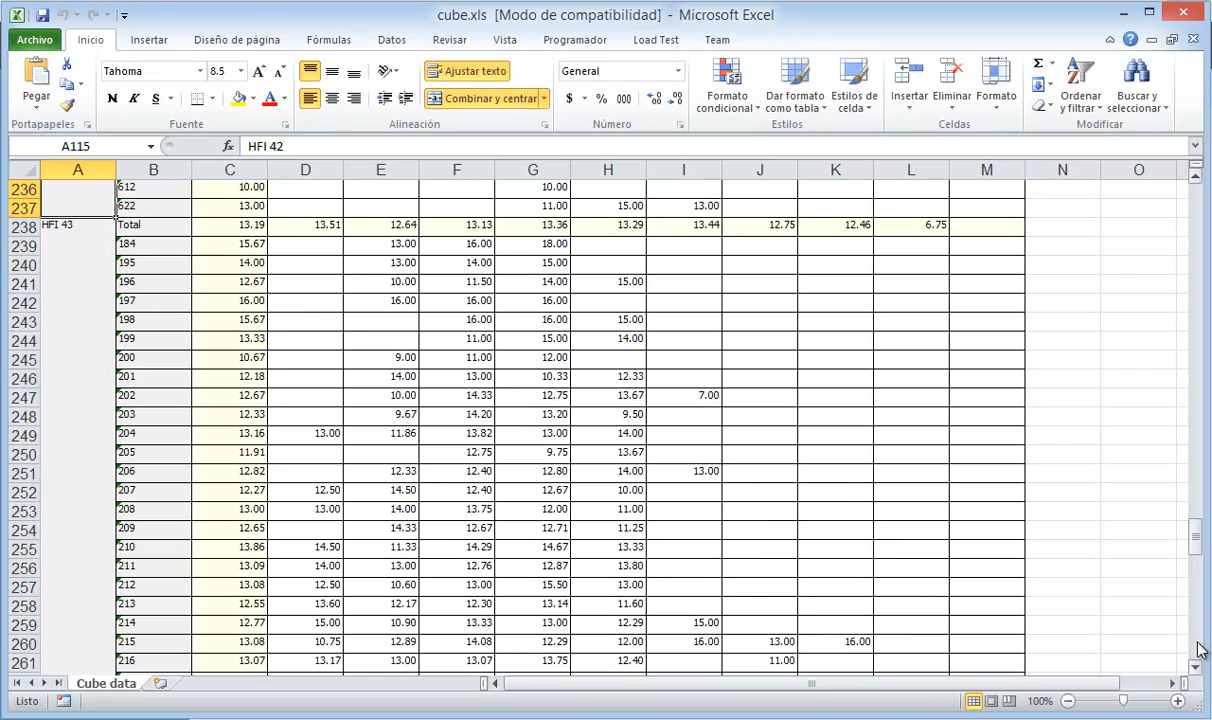 cube.xls [Modo de compatibilidad] - Microsoft Excel
Archivo Inicio Insertar Diseño de página Fórmulas Datos Revisar Vista Programador Load Test Team
Pegar
Portapapeles
Tahoma 8.5
N K S
Fuente
Ajustar texto
Combinar y centrar
Alineación
General
$ % 000
Número
Formato condicional
Dar formato como tabla
Estilos de celda
Estilos
Insertar Eliminar Formato
Celdas
Ordenar y filtrar
Buscar y seleccionar
Modificar
A115 fx HFI 42
A B C D E F G H I J K L M N O
236 612 10.00 10.00
237 622 13.00 11.00 15.00 13.00
238 HFI 43 Total 13.19 13.51 12.64 13.13 13.36 13.29 13.44 12.75 12.46 6.75
239 184 15.67 13.00 16.00 18.00
240 195 14.00 13.00 14.00 15.00
241 196 12.67 10.00 11.50 14.00 15.00
242 197 16.00 16.00 16.00 16.00
243 198 15.67 16.00 16.00 15.00
244 199 13.33 11.00 15.00 14.00
245 200 10.67 9.00 11.00 12.00
246 201 12.18 14.00 13.00 10.33 12.33
247 202 12.67 10.00 14.33 12.75 13.67 7.00
248 203 12.33 9.67 14.20 13.20 9.50
249 204 13.16 13.00 11.86 13.82 13.00 14.00
250 205 11.91 12.75 9.75 13.67
251 206 12.82 12.33 12.40 12.80 14.00 13.00
252 207 12.27 12.50 14.50 12.40 12.67 10.00
253 208 13.00 13.00 14.00 13.75 12.00 11.00
254 209 12.65 14.33 12.67 12.71 11.25
255 210 13.86 14.50 11.33 14.29 14.67 13.33
256 211 13.09 14.00 13.00 12.76 12.87 13.80
257 212 13.08 12.50 10.60 13.00 15.50 13.00
258 213 12.55 13.60 12.17 12.30 13.14 11.60
259 214 12.77 15.00 10.90 13.33 13.00 12.29 15.00
260 215 13.08 10.75 12.89 14.08 12.29 12.00 16.00 13.00 16.00
261 216 13.07 13.17 13.00 13.07 13.75 12.40 11.00
Cube data
Listo 100%